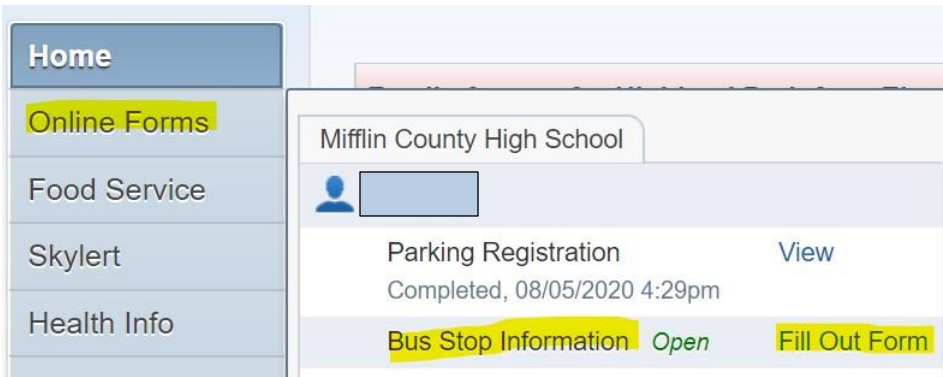 Home
Online Forms
Food Service
Skylert
Health Info
Mifflin County High School
Parking Registration View
Completed, 08/05/2020 4:29pm
Bus Stop Information Open Fill Out Form